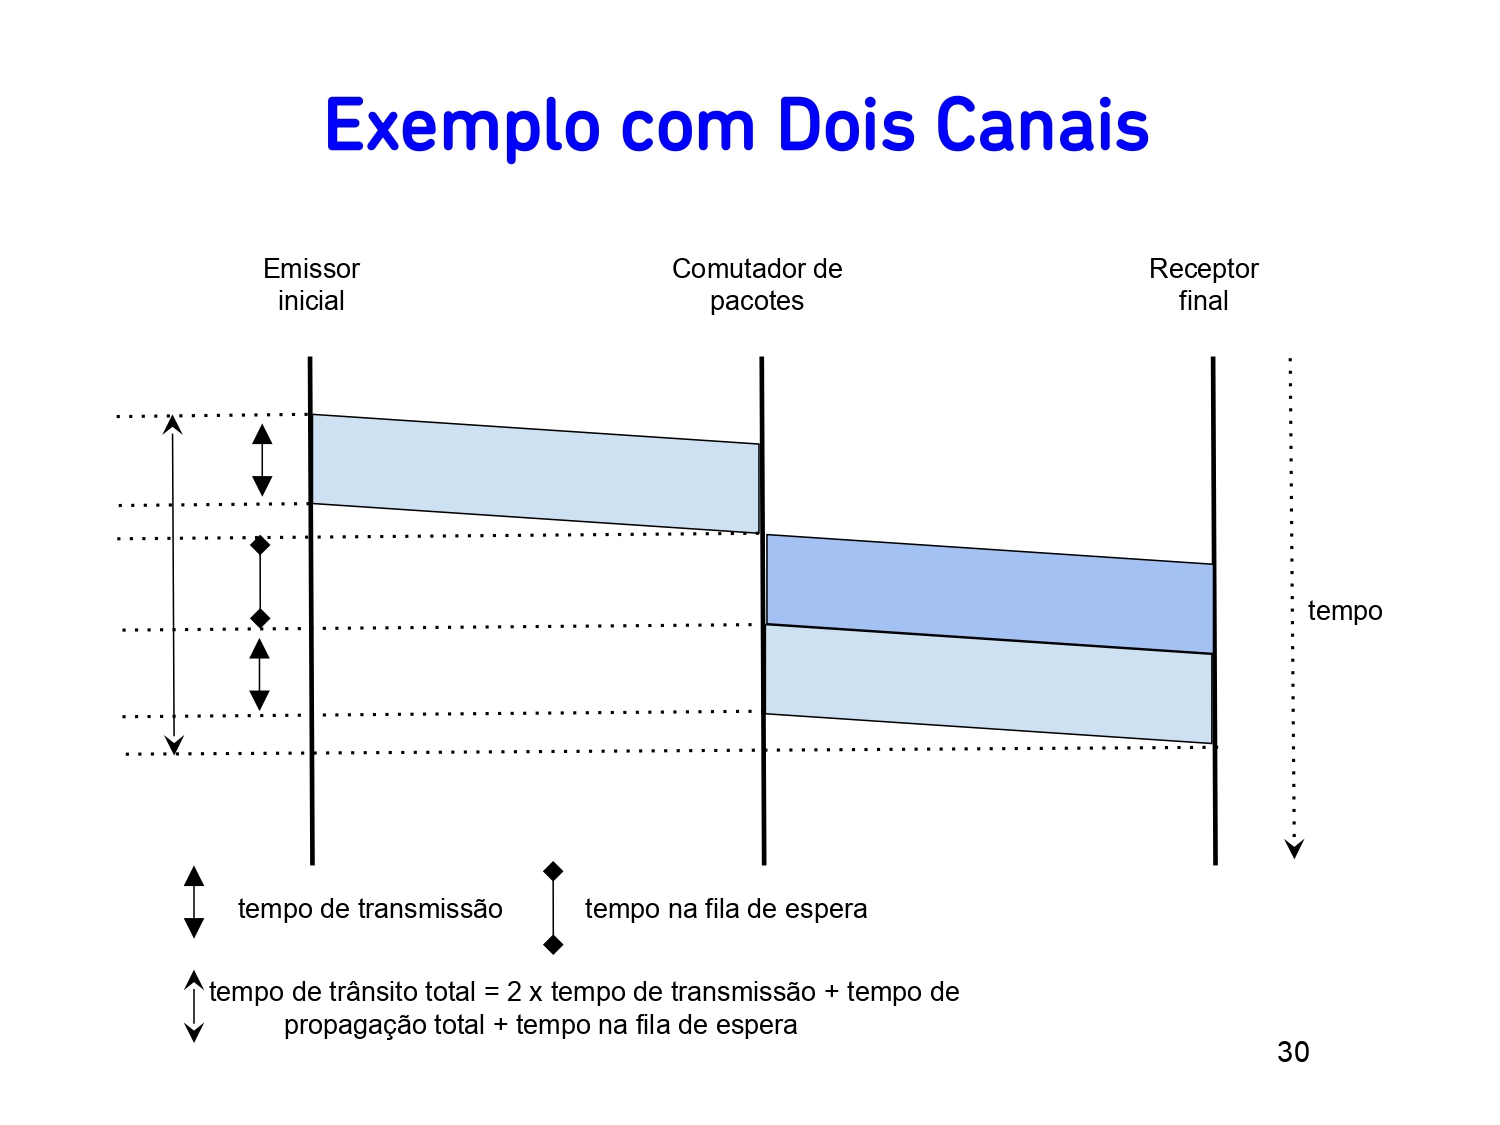 Exemplo com Dois Canais
Emissor
inicial
Comutador de
pacotes
Receptor
final
tempo
tempo de transmissão
tempo na fila de espera
tempo de trânsito total = 2 x tempo de transmissão + tempo de
propagação total + tempo na fila de espera
30